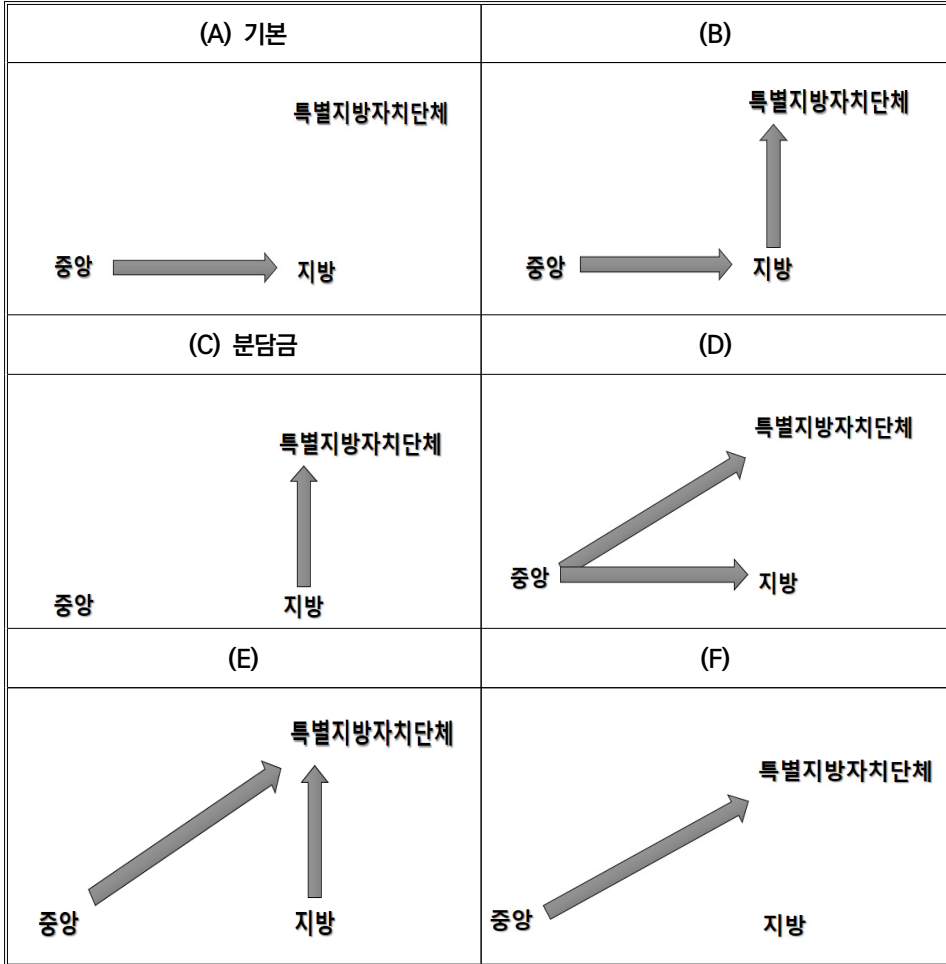 (A) 기본
(B)
특별지방자치단체
중앙
지방
특별지방자치단체
중앙
지방
(C) 분담금
(D)
특별지방자치단체
중앙
지방
특별지방자치단체
중앙
지방
(E)
(F)
특별지방자치단체
중앙
지방
특별지방자치단체
중앙
지방